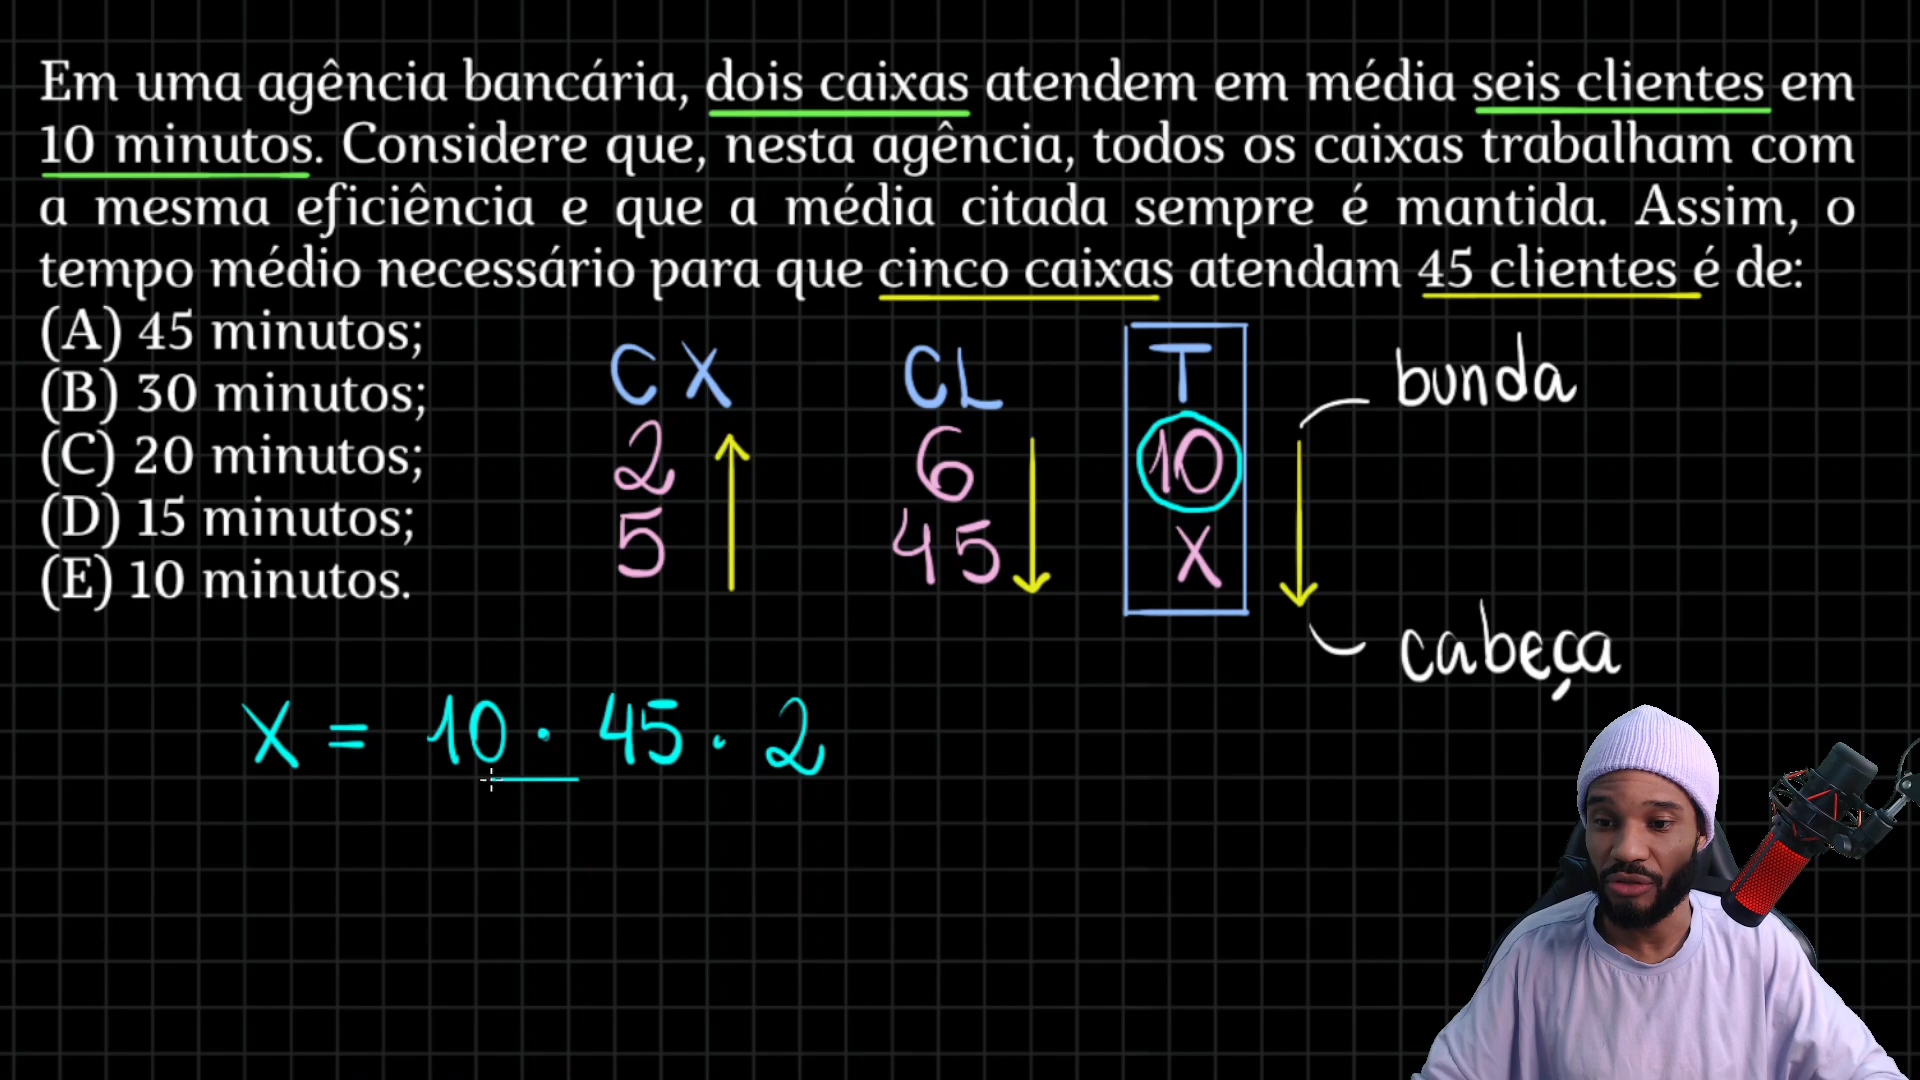 Em uma agência bancária, dois caixas atendem em média seis clientes em
10 minutos. Considere que, nesta agência, todos os caixas trabalham com
a mesma eficiência e que a média citada sempre é mantida. Assim, o
tempo médio necessário para que cinco caixas atendam 45 clientes é de:
(A) 45 minutos;
(B) 30 minutos;
(C) 20 minutos;
(D) 15 minutos;
(E) 10 minutos.
CX CL T
2 6 10
5 45 X
bunda
cabeça
X = 10 · 45 · 2